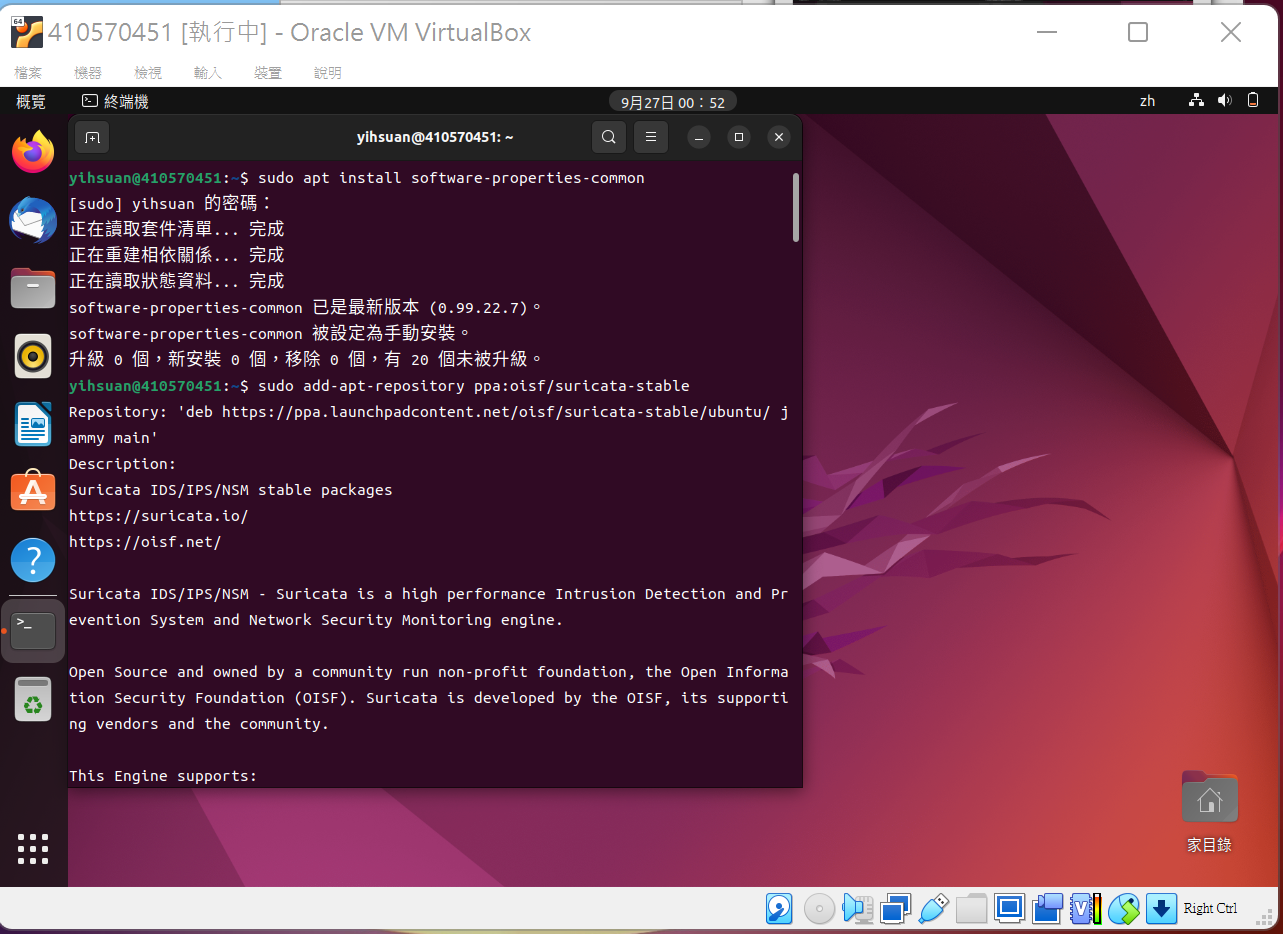 410570451 [執行中] - Oracle VM VirtualBox
檔案 機器 檢視 輸入 裝置 說明
概覽 終端機 9月27日 00：52 zh
yihsuan@410570451: ~
yihsuan@410570451:~$ sudo apt install software-properties-common
[sudo] yihsuan 的密碼：
正在讀取套件清單... 完成
正在重建相依關係... 完成
正在讀取狀態資料... 完成
software-properties-common 已是最新版本 (0.99.22.7)。
software-properties-common 被設定為手動安裝。
升級 0 個，新安裝 0 個，移除 0 個，有 20 個未被升級。
yihsuan@410570451:~$ sudo add-apt-repository ppa:oisf/suricata-stable
Repository: 'deb https://ppa.launchpadcontent.net/oisf/suricata-stable/ubuntu/ j
ammy main'
Description:
Suricata IDS/IPS/NSM stable packages
https://suricata.io/
https://oisf.net/
Suricata IDS/IPS/NSM - Suricata is a high performance Intrusion Detection and Pr
evention System and Network Security Monitoring engine.
Open Source and owned by a community run non-profit foundation, the Open Informa
tion Security Foundation (OISF). Suricata is developed by the OISF, its supporti
ng vendors and the community.
This Engine supports:
家目錄
Right Ctrl